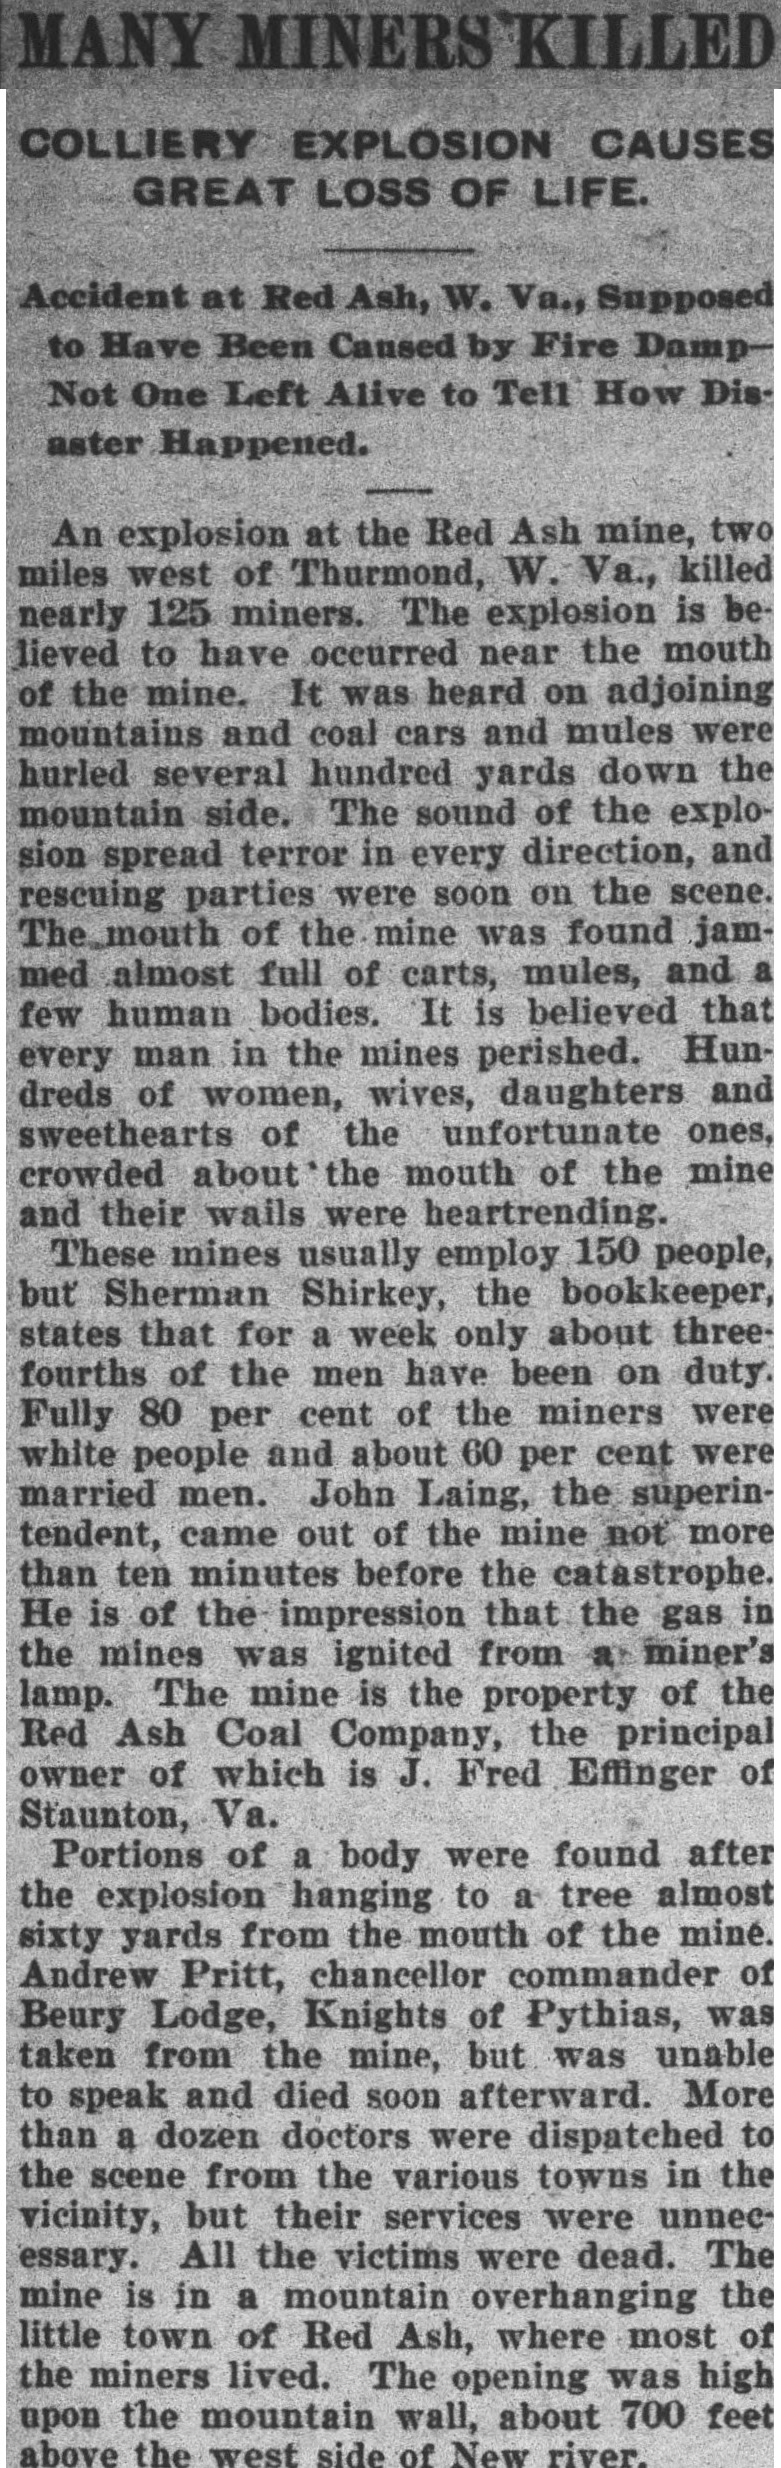 MANY MINERS KILLED
COLLIERY EXPLOSION CAUSES
GREAT LOSS OF LIFE.
Accident at Red Ash, W. Va., Supposed
to Have Been Caused by Fire Damp—
Not One Left Alive to Tell How Dis-
aster Happened.
An explosion at the Red Ash mine, two
miles west of Thurmond, W. Va., killed
nearly 125 miners. The explosion is be-
lieved to have occurred near the mouth
of the mine. It was heard on adjoining
mountains and coal cars and mules were
hurled several hundred yards down the
mountain side. The sound of the explo-
sion spread terror in every direction, and
rescuing parties were soon on the scene.
The mouth of the mine was found jam-
med almost full of carts, mules, and a
few human bodies. It is believed that
every man in the mines perished. Hun-
dreds of women, wives, daughters and
sweethearts of the unfortunate ones,
crowded about the mouth of the mine
and their wails were heartrending.
These mines usually employ 150 people,
but Sherman Shirkey, the bookkeeper,
states that for a week only about three-
fourths of the men have been on duty.
Fully 80 per cent of the miners were
white people and about 60 per cent were
married men. John Laing, the superin-
tendent, came out of the mine not more
than ten minutes before the catastrophe.
He is of the impression that the gas in
the mines was ignited from a miner's
lamp. The mine is the property of the
Red Ash Coal Company, the principal
owner of which is J. Fred Effinger of
Staunton, Va.
Portions of a body were found after
the explosion hanging to a tree almost
sixty yards from the mouth of the mine.
Andrew Pritt, chancellor commander of
Beury Lodge, Knights of Pythias, was
taken from the mine, but was unable
to speak and died soon afterward. More
than a dozen doctors were dispatched to
the scene from the various towns in the
vicinity, but their services were unnec-
essary. All the victims were dead. The
mine is in a mountain overhanging the
little town of Red Ash, where most of
the miners lived. The opening was high
upon the mountain wall, about 700 feet
above the west side of New river.